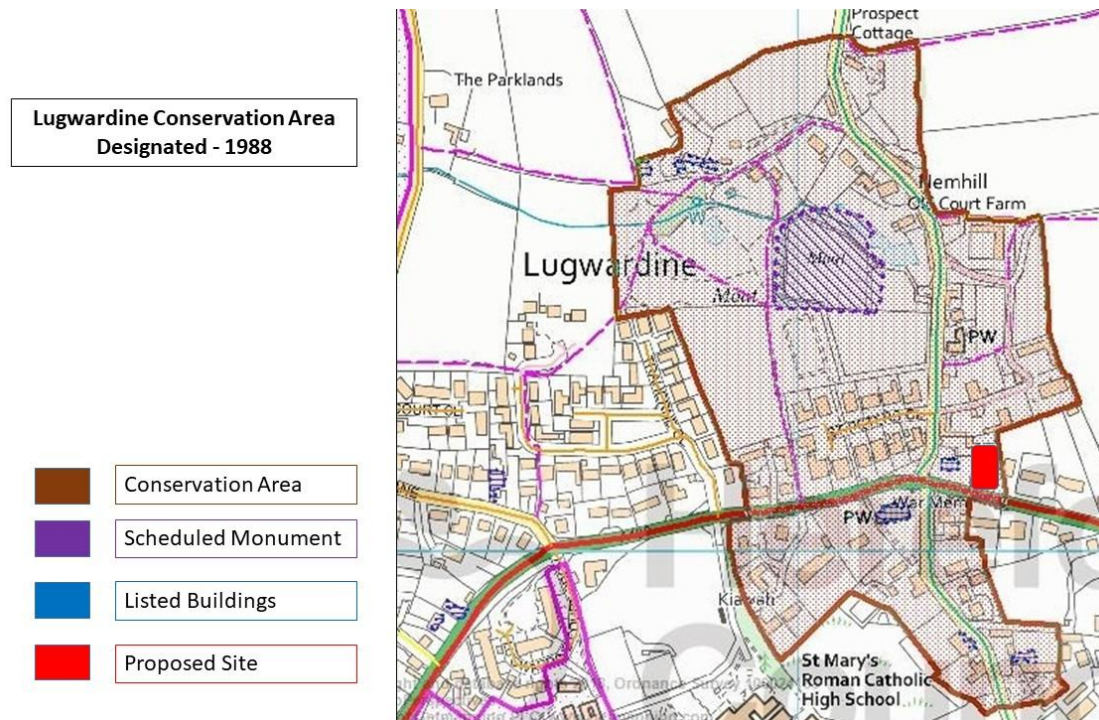 Lugwardine Conservation Area
Designated - 1988
Conservation Area
Scheduled Monument
Listed Buildings
Proposed Site
Prospect
Cottage
The Parklands
Court Farm
Lugwardine
Moat
Moat
PW
War Mem
PW
St Mary's
Roman Catholic
High School